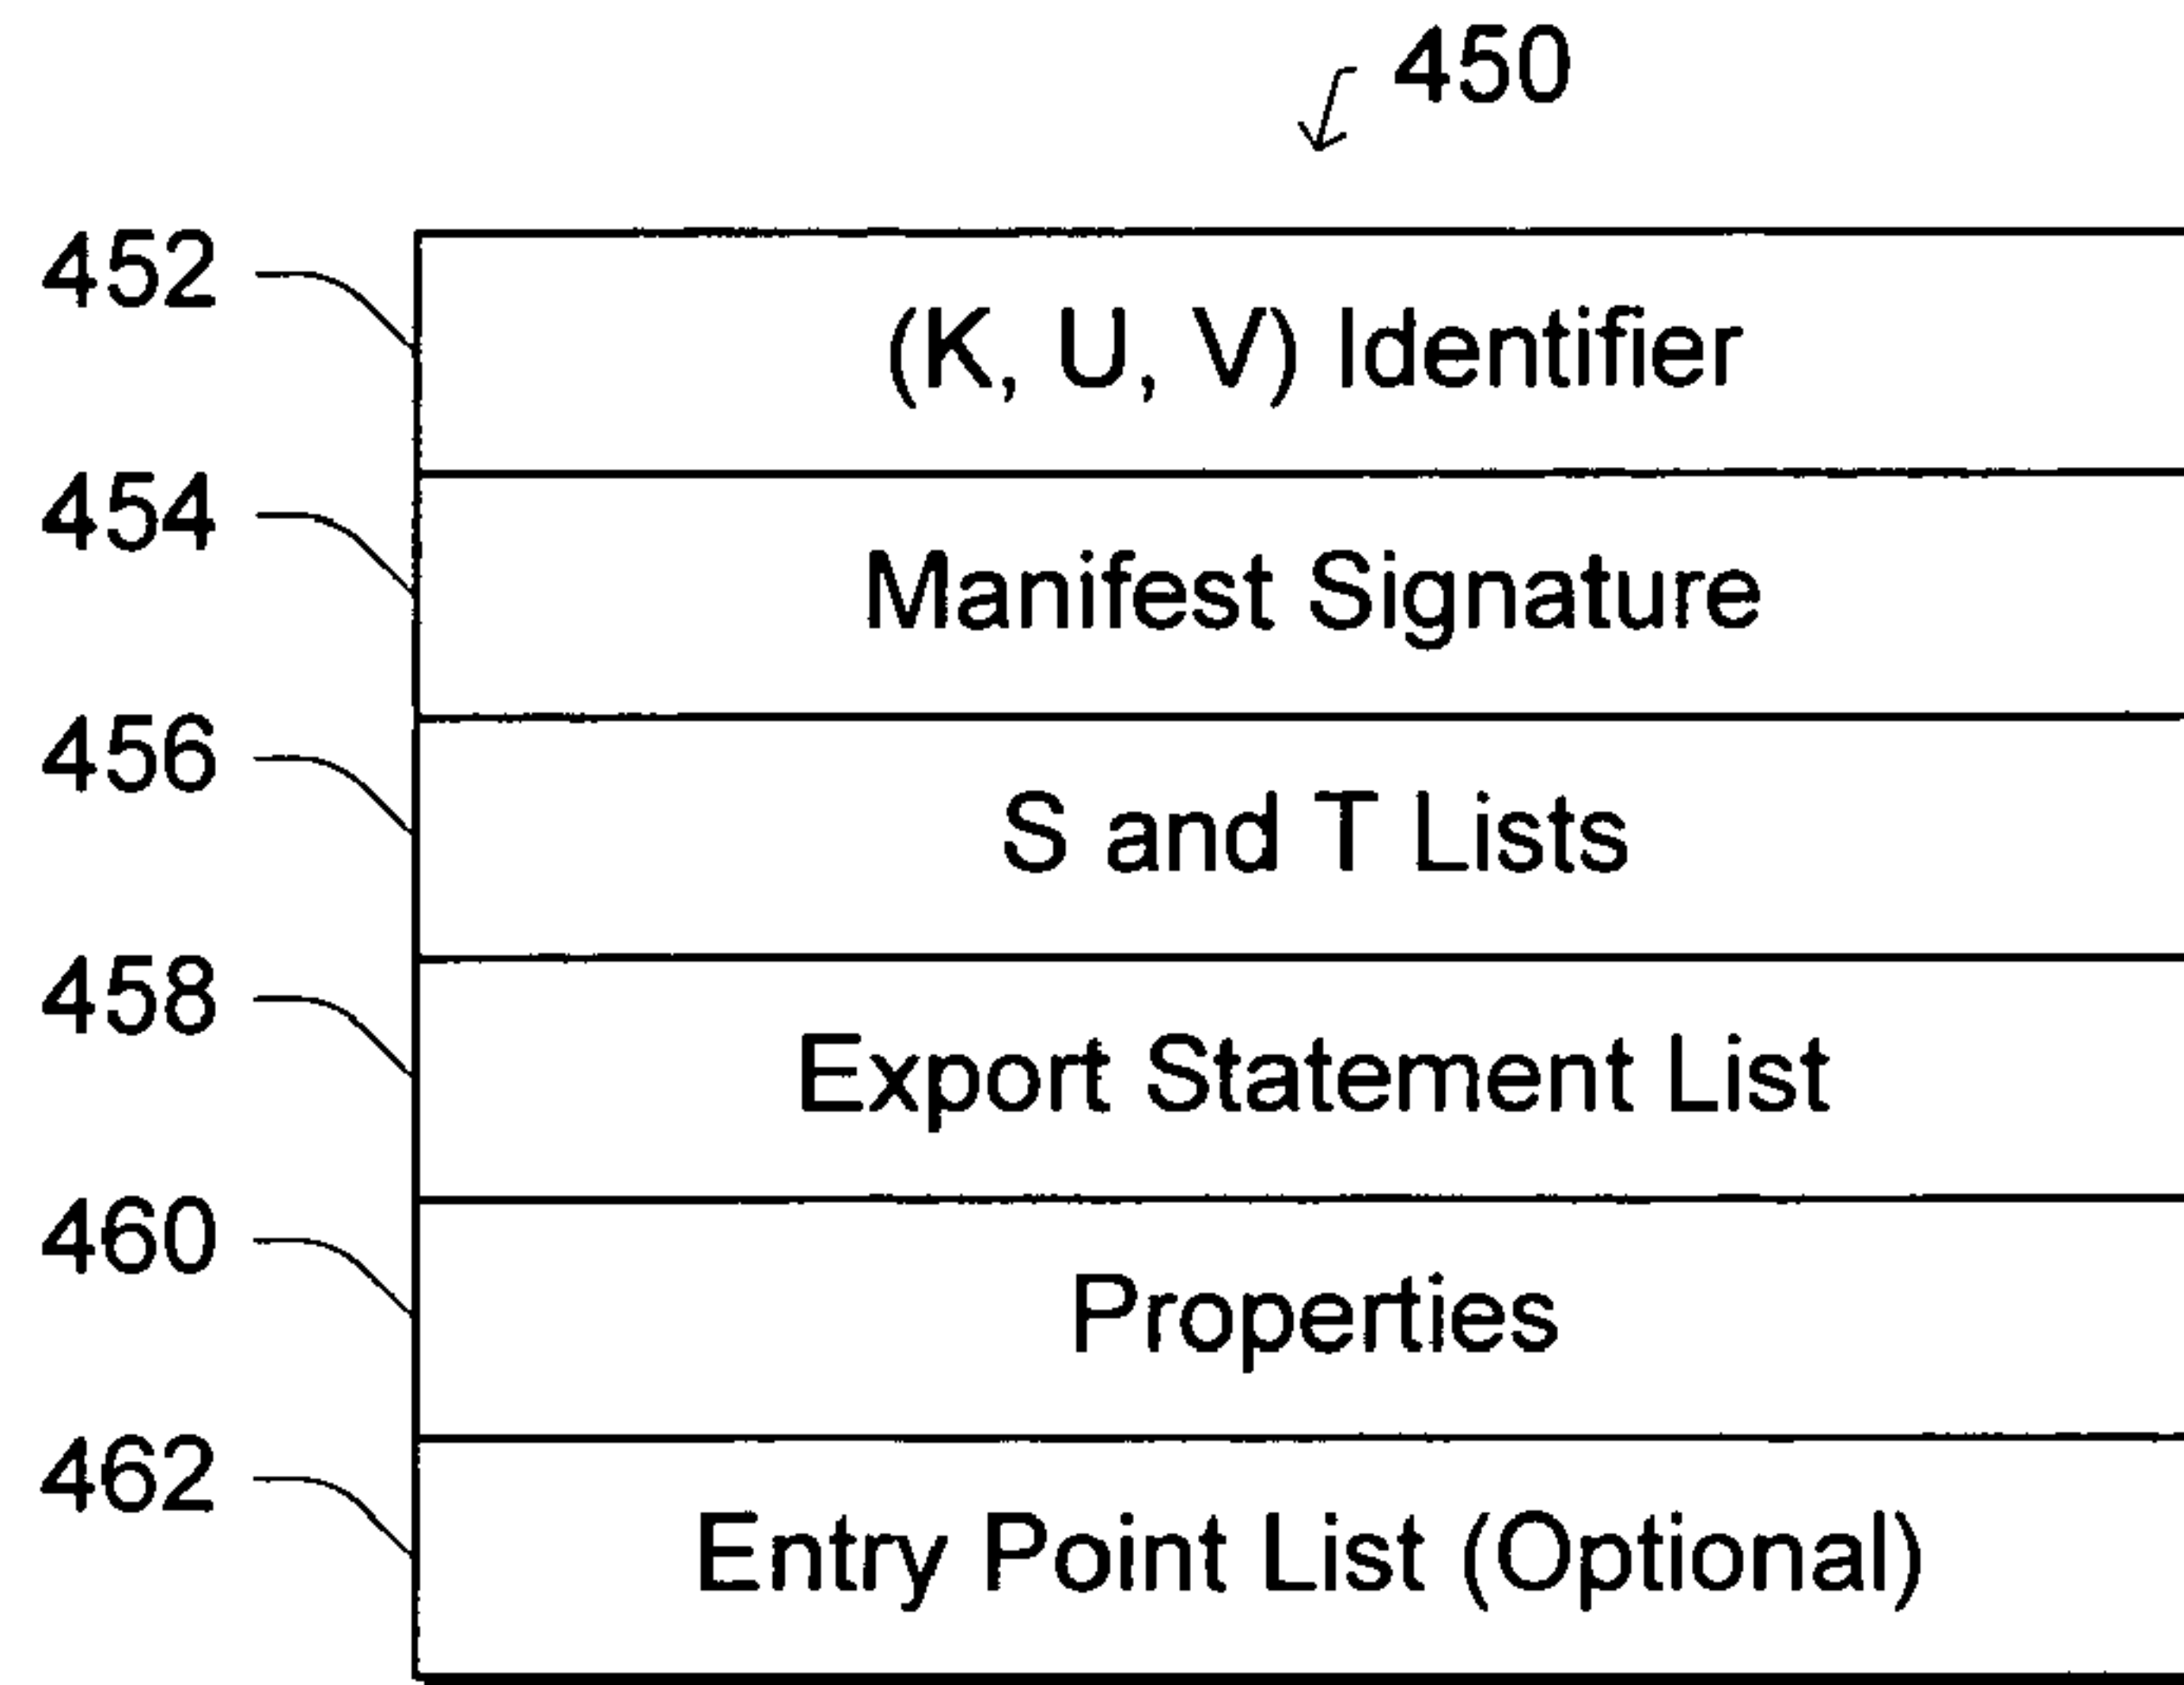 450
452
(K, U, V) Identifier
454
Manifest Signature
456
S and T Lists
458
Export Statement List
460
Properties
462
Entry Point List (Optional)